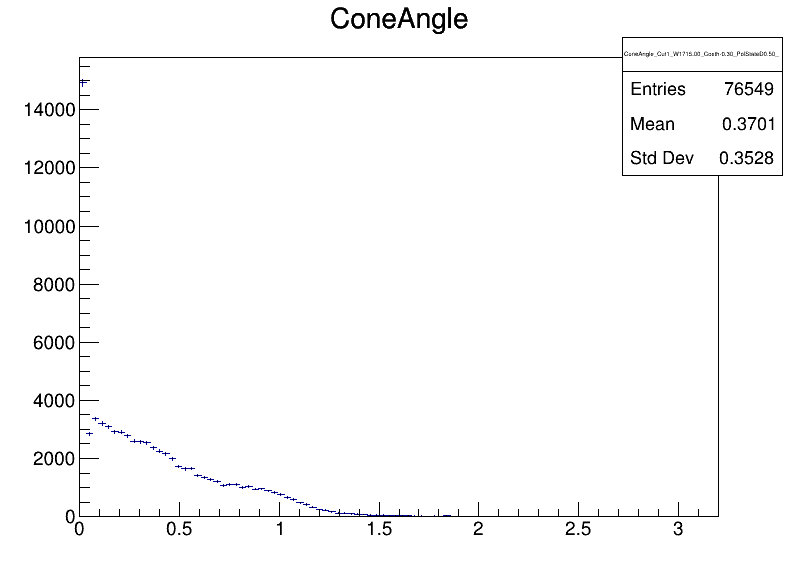 ConeAngle
ConeAngle_Cut1_W1715.00_Costh-0.30_PolStateD0.50_
Entries 76549
Mean 0.3701
Std Dev 0.3528
14000
12000
10000
8000
6000
4000
2000
0
0 0.5 1 1.5 2 2.5 3